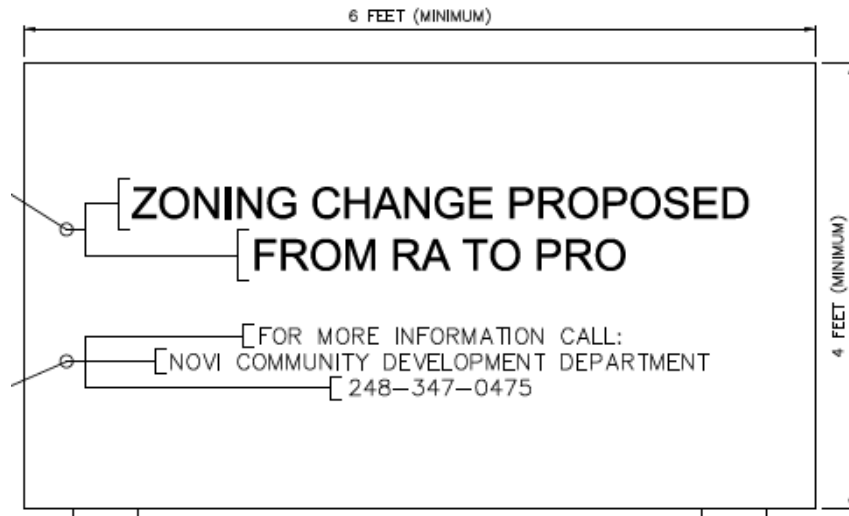 6 FEET (MINIMUM)
ZONING CHANGE PROPOSED
FROM RA TO PRO
FOR MORE INFORMATION CALL:
NOVI COMMUNITY DEVELOPMENT DEPARTMENT
248-347-0475
4 FEET (MINIMUM)